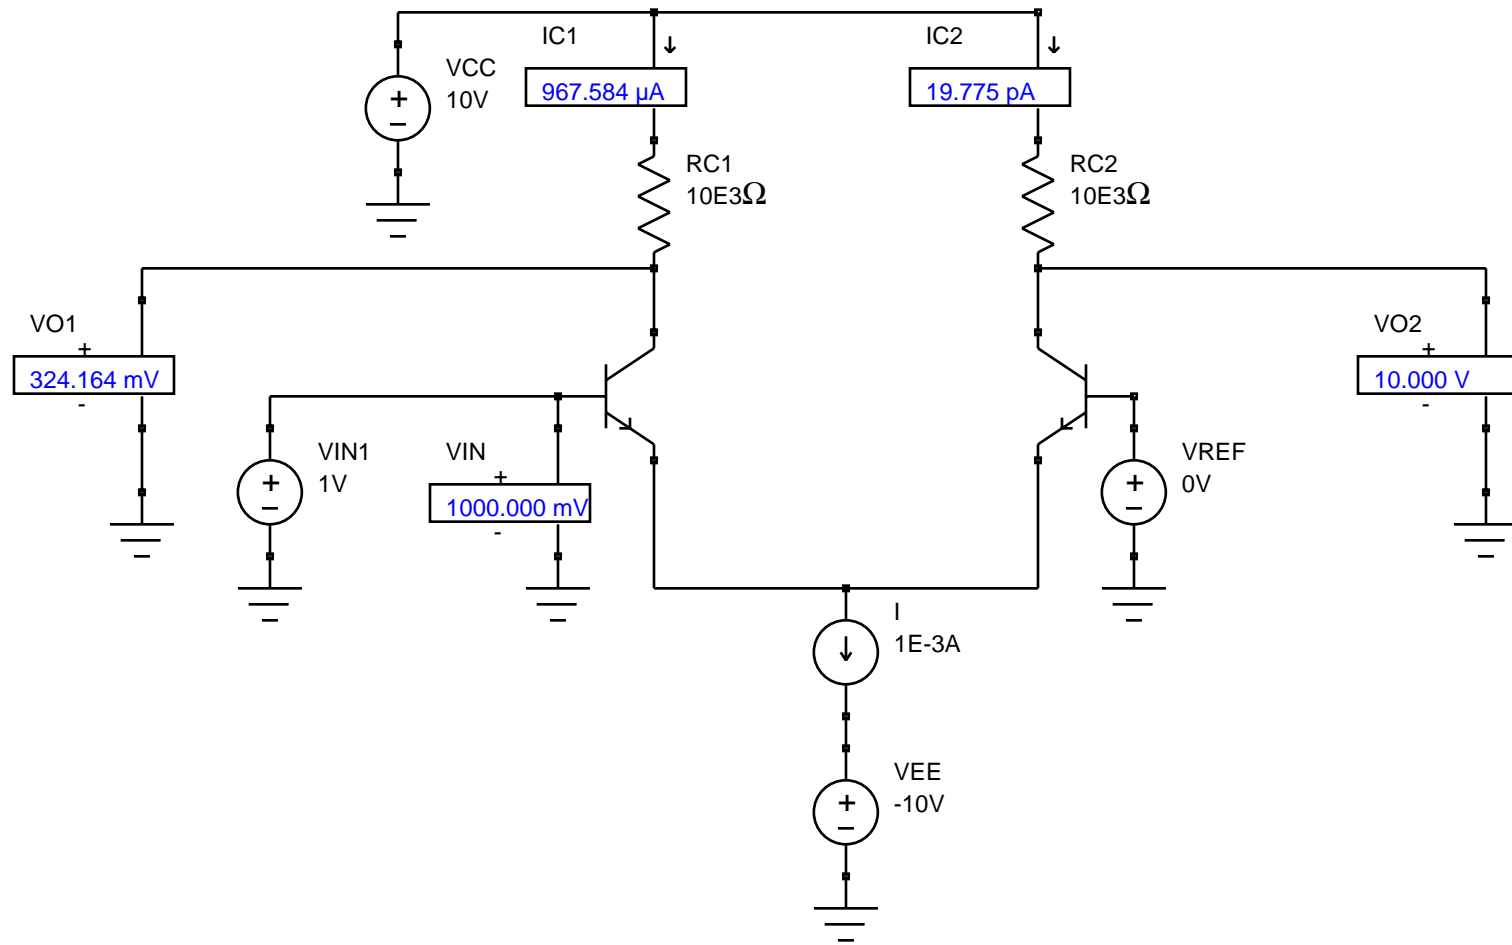 IC1
967.584 µA
IC2
19.775 pA
VCC
10V
+
−
RC1
10E3Ω
RC2
10E3Ω
VO1
+
324.164 mV
-
VO2
+
10.000 V
-
VIN1
1V
+
−
VIN
+
1000.000 mV
-
VREF
0V
+
−
I
1E-3A
VEE
-10V
+
−